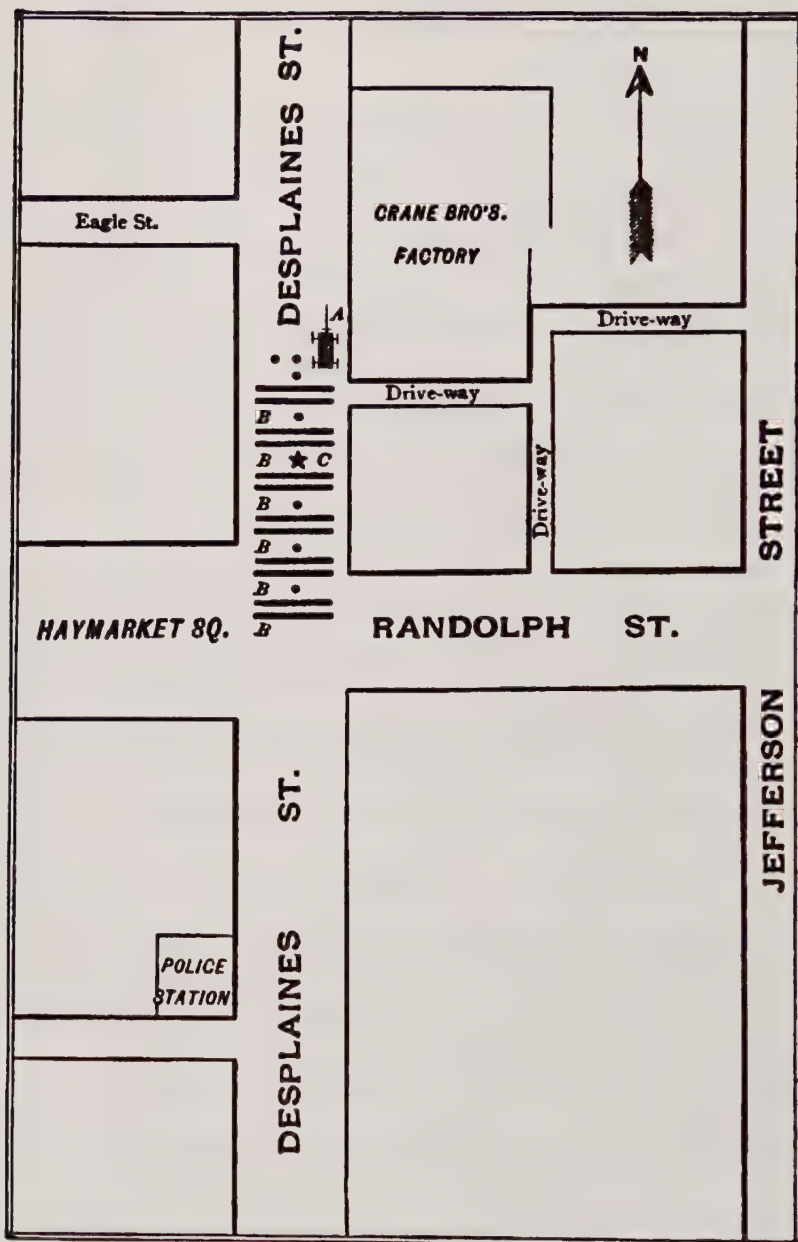 DESPLAINES ST.
N
CRANE BRO'S.
FACTORY
Eagle St.
A
Drive-way
Drive-way
B
B ★ C
Drive-way
B
B
B
B
HAYMARKET SQ.
RANDOLPH ST.
JEFFERSON STREET
DESPLAINES ST.
POLICE
STATION